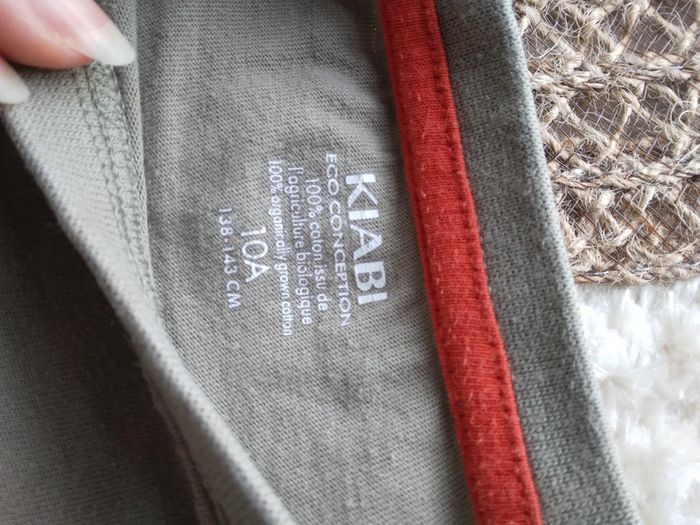 KIABI
ECO CONCEPTION
100% coton issu de
l'agriculture biologique
100% organically grown cotton
10A
138-143 CM